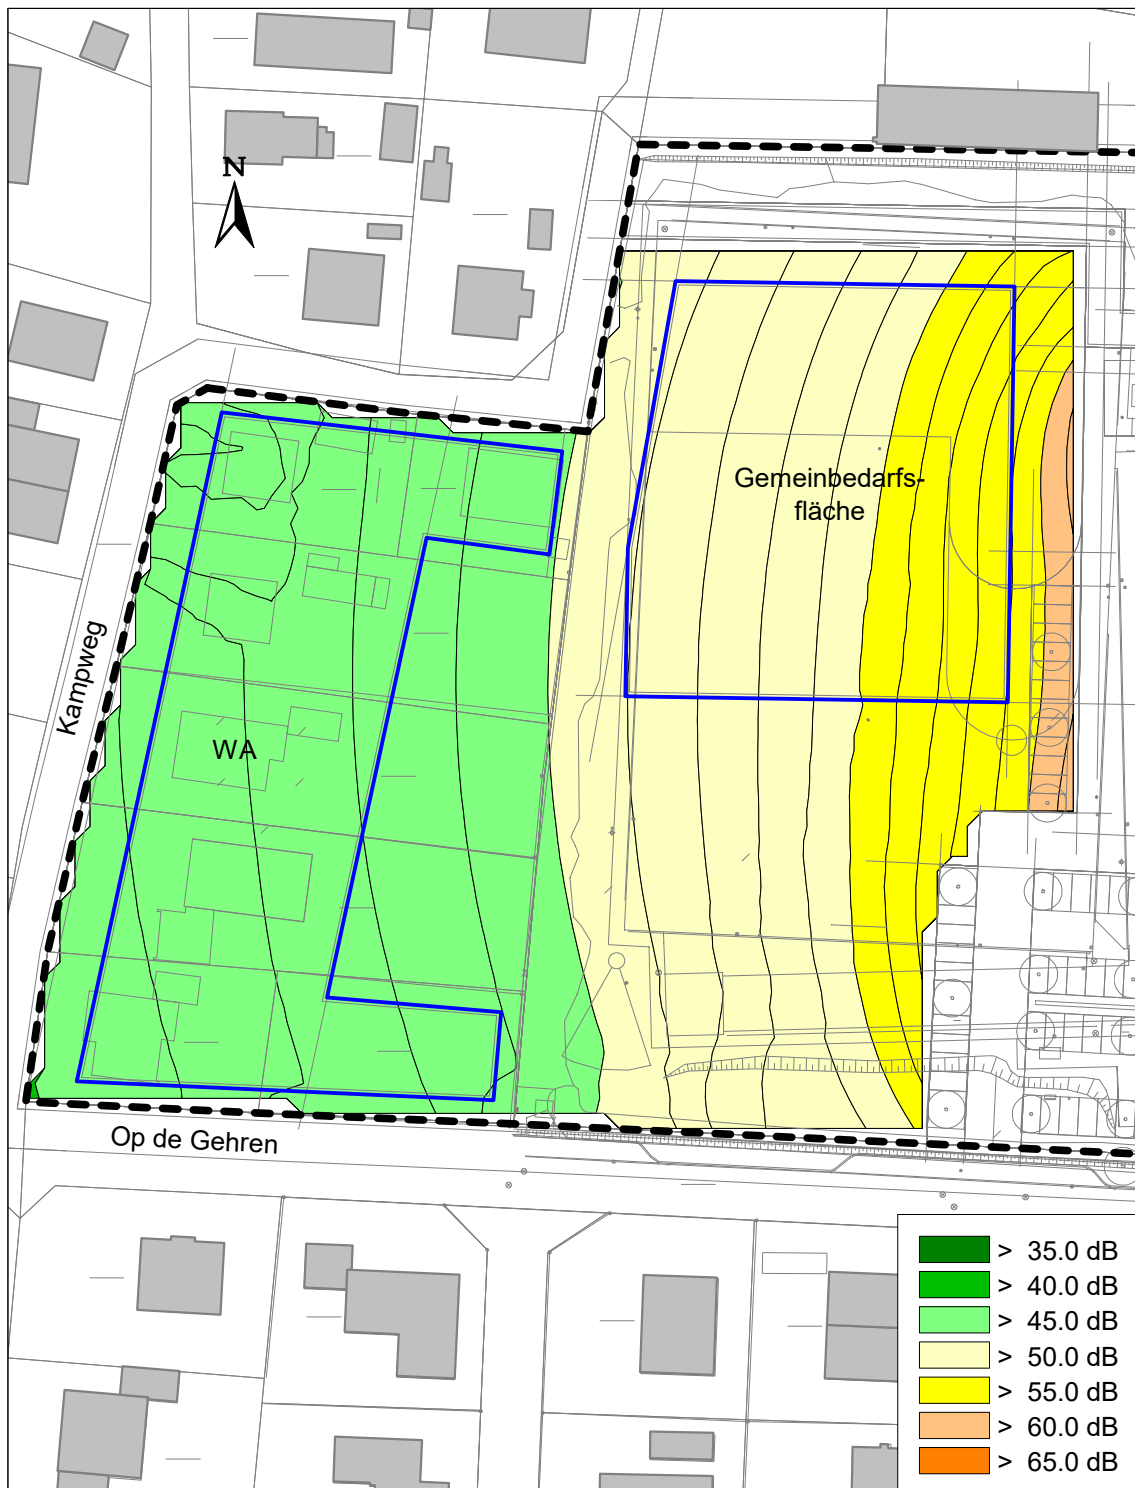 N
Gemeinbedarfs-
fläche
Kampweg
WA
Op de Gehren
> 35.0 dB
> 40.0 dB
> 45.0 dB
> 50.0 dB
> 55.0 dB
> 60.0 dB
> 65.0 dB